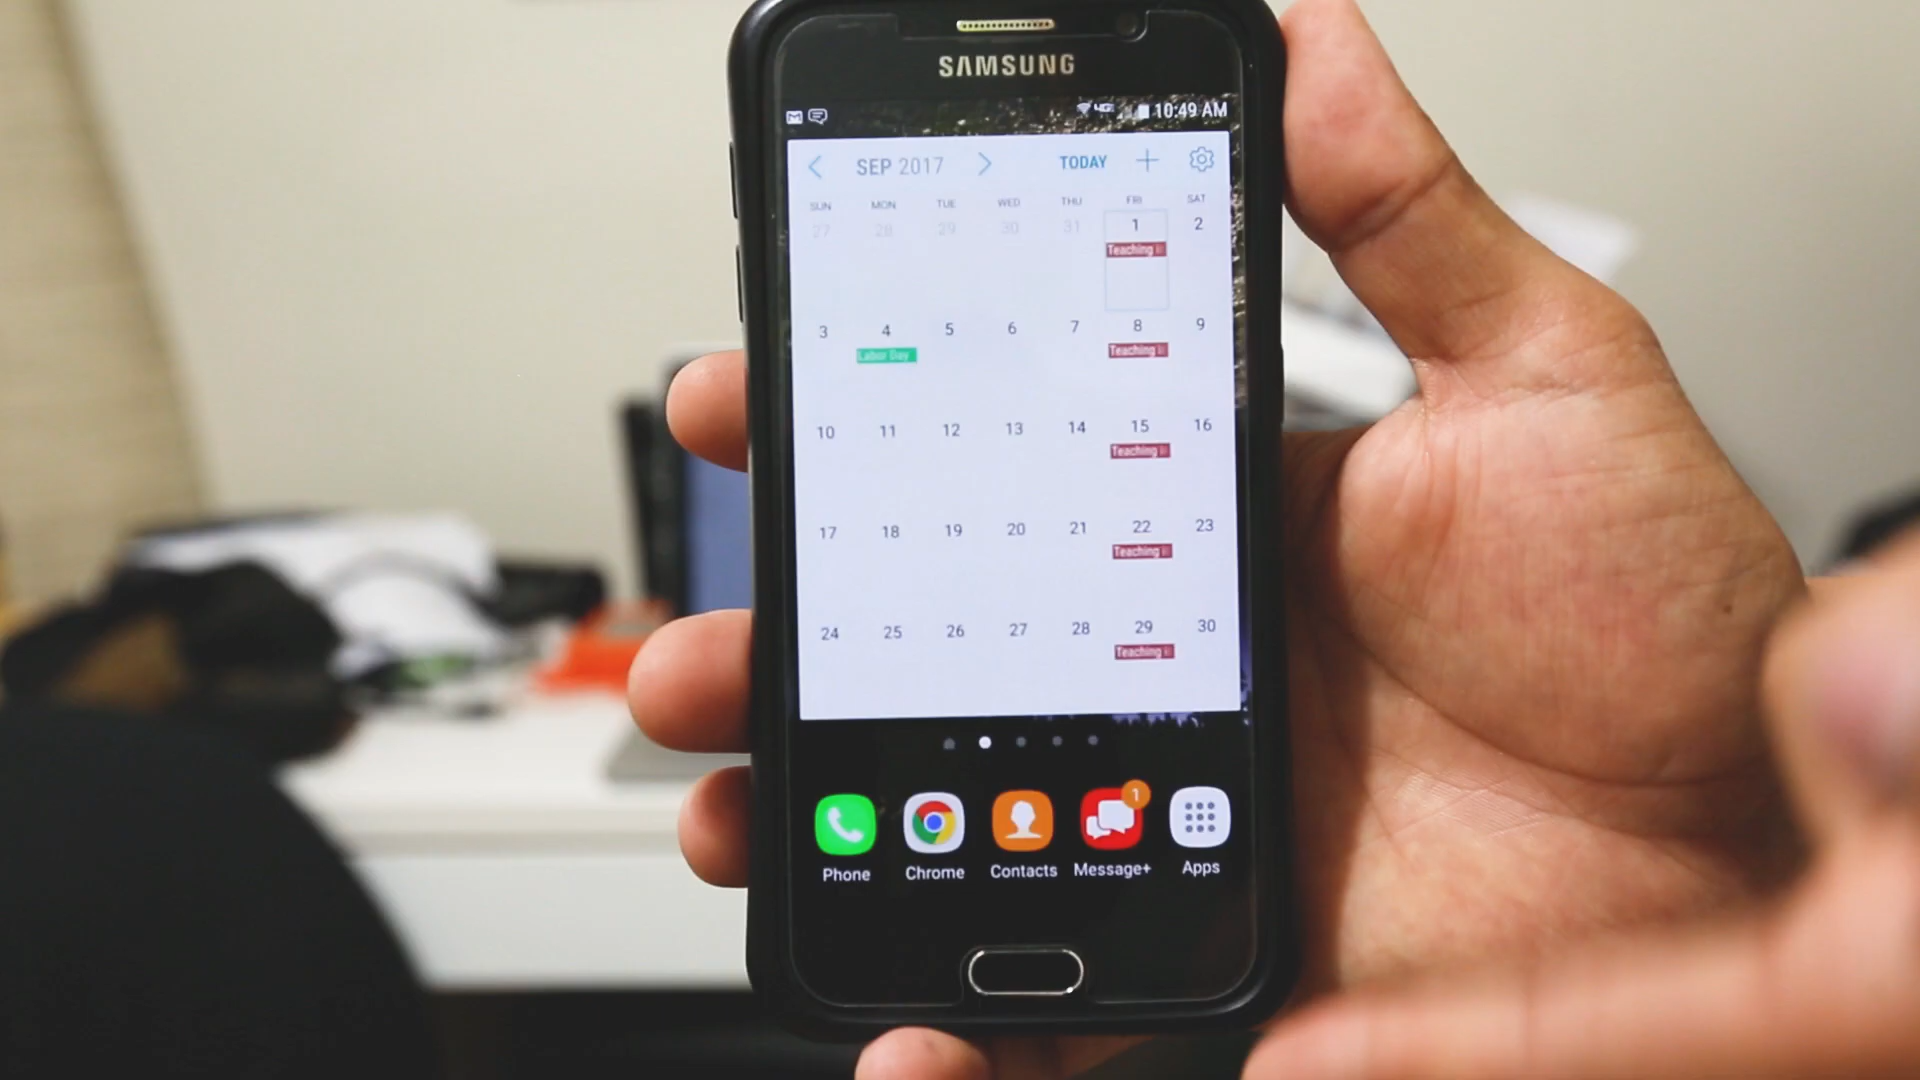 SAMSUNG
10:49 AM
SEP 2017 TODAY
SUN MON TUE WED THU FRI SAT
27 28 29 30 31 1 2
Teaching
3 4 5 6 7 8 9
Labor Day Teaching
10 11 12 13 14 15 16
Teaching
17 18 19 20 21 22 23
Teaching
24 25 26 27 28 29 30
Teaching
1
Phone Chrome Contacts Message+ Apps